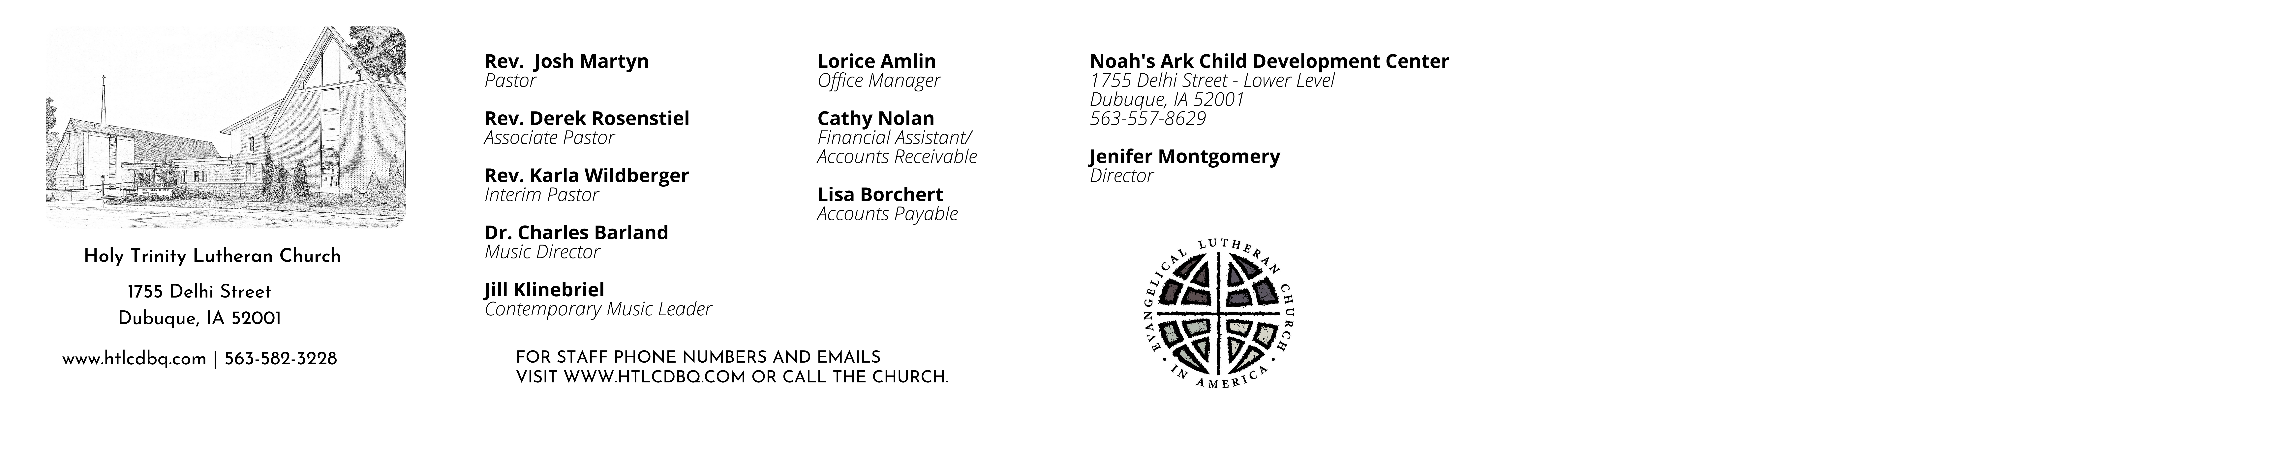 Holy Trinity Lutheran Church
1755 Delhi Street
Dubuque, IA 52001
www.htlcdbq.com | 563-582-3228
Rev. Josh Martyn
Pastor
Rev. Derek Rosenstiel
Associate Pastor
Rev. Karla Wildberger
Interim Pastor
Dr. Charles Barland
Music Director
Jill Klinebriel
Contemporary Music Leader
Lorice Amlin
Office Manager
Cathy Nolan
Financial Assistant/
Accounts Receivable
Lisa Borchert
Accounts Payable
FOR STAFF PHONE NUMBERS AND EMAILS
VISIT WWW.HTLCDBQ.COM OR CALL THE CHURCH.
Noah's Ark Child Development Center
1755 Delhi Street - Lower Level
Dubuque, IA 52001
563-557-8629
Jenifer Montgomery
Director
EVANGELICAL LUTHERAN CHURCH
• IN AMERICA •